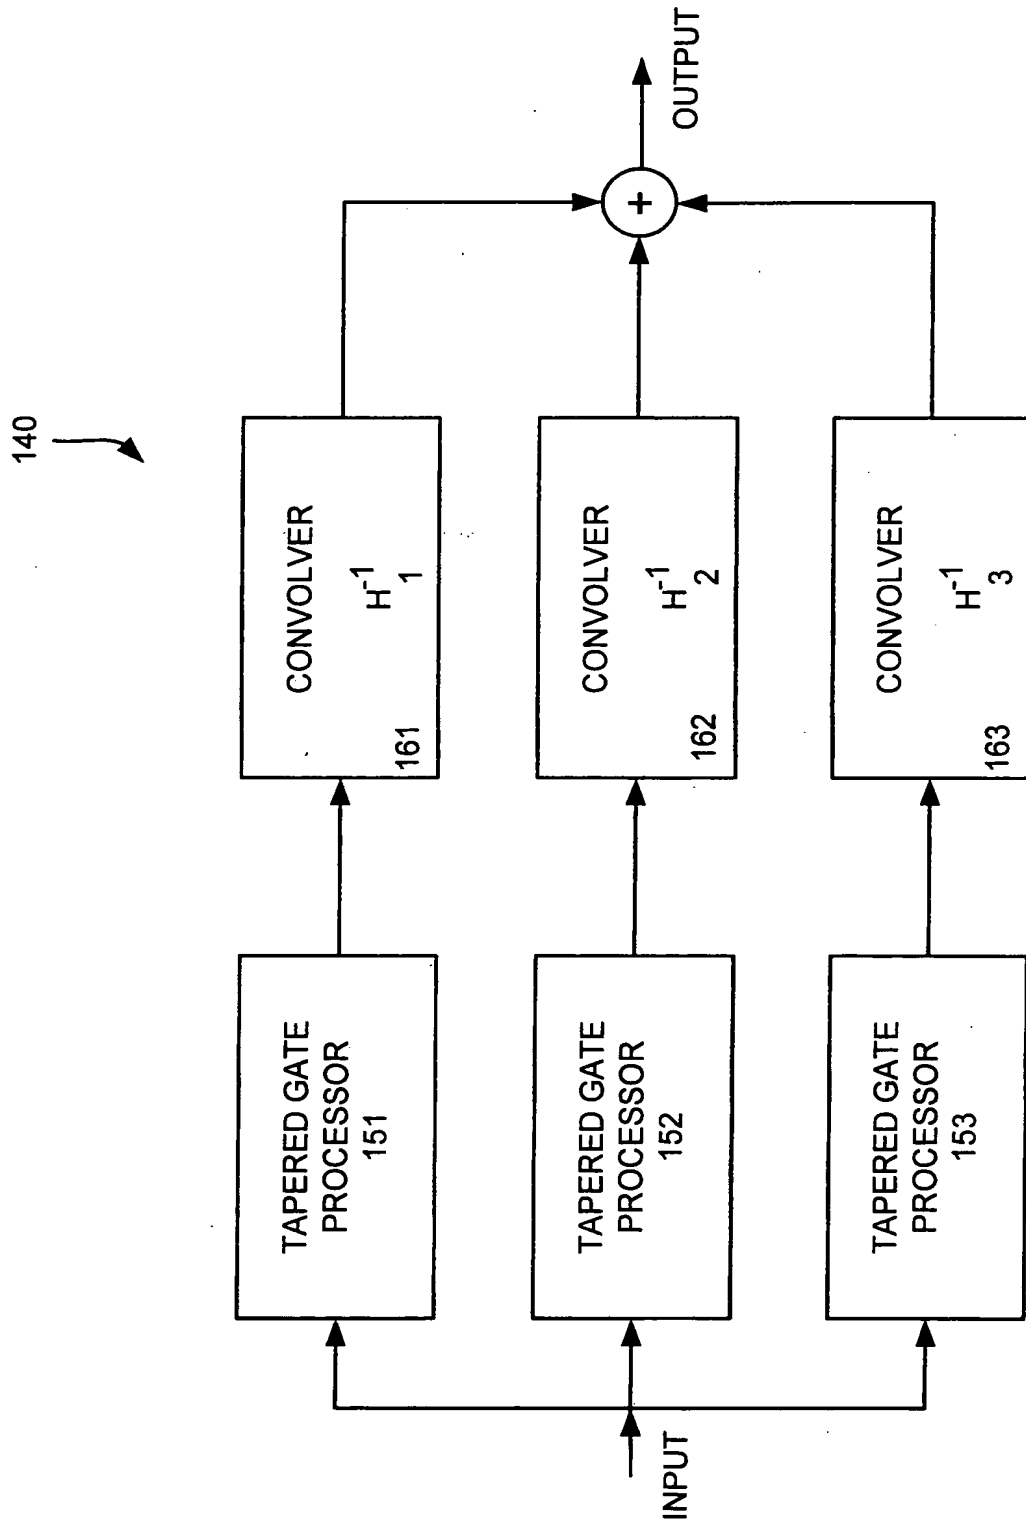 140
INPUT
TAPERED GATE
PROCESSOR
151
CONVOLVER
H⁻¹
1
161
TAPERED GATE
PROCESSOR
152
CONVOLVER
H⁻¹
2
162
TAPERED GATE
PROCESSOR
153
CONVOLVER
H⁻¹
3
163
+
OUTPUT